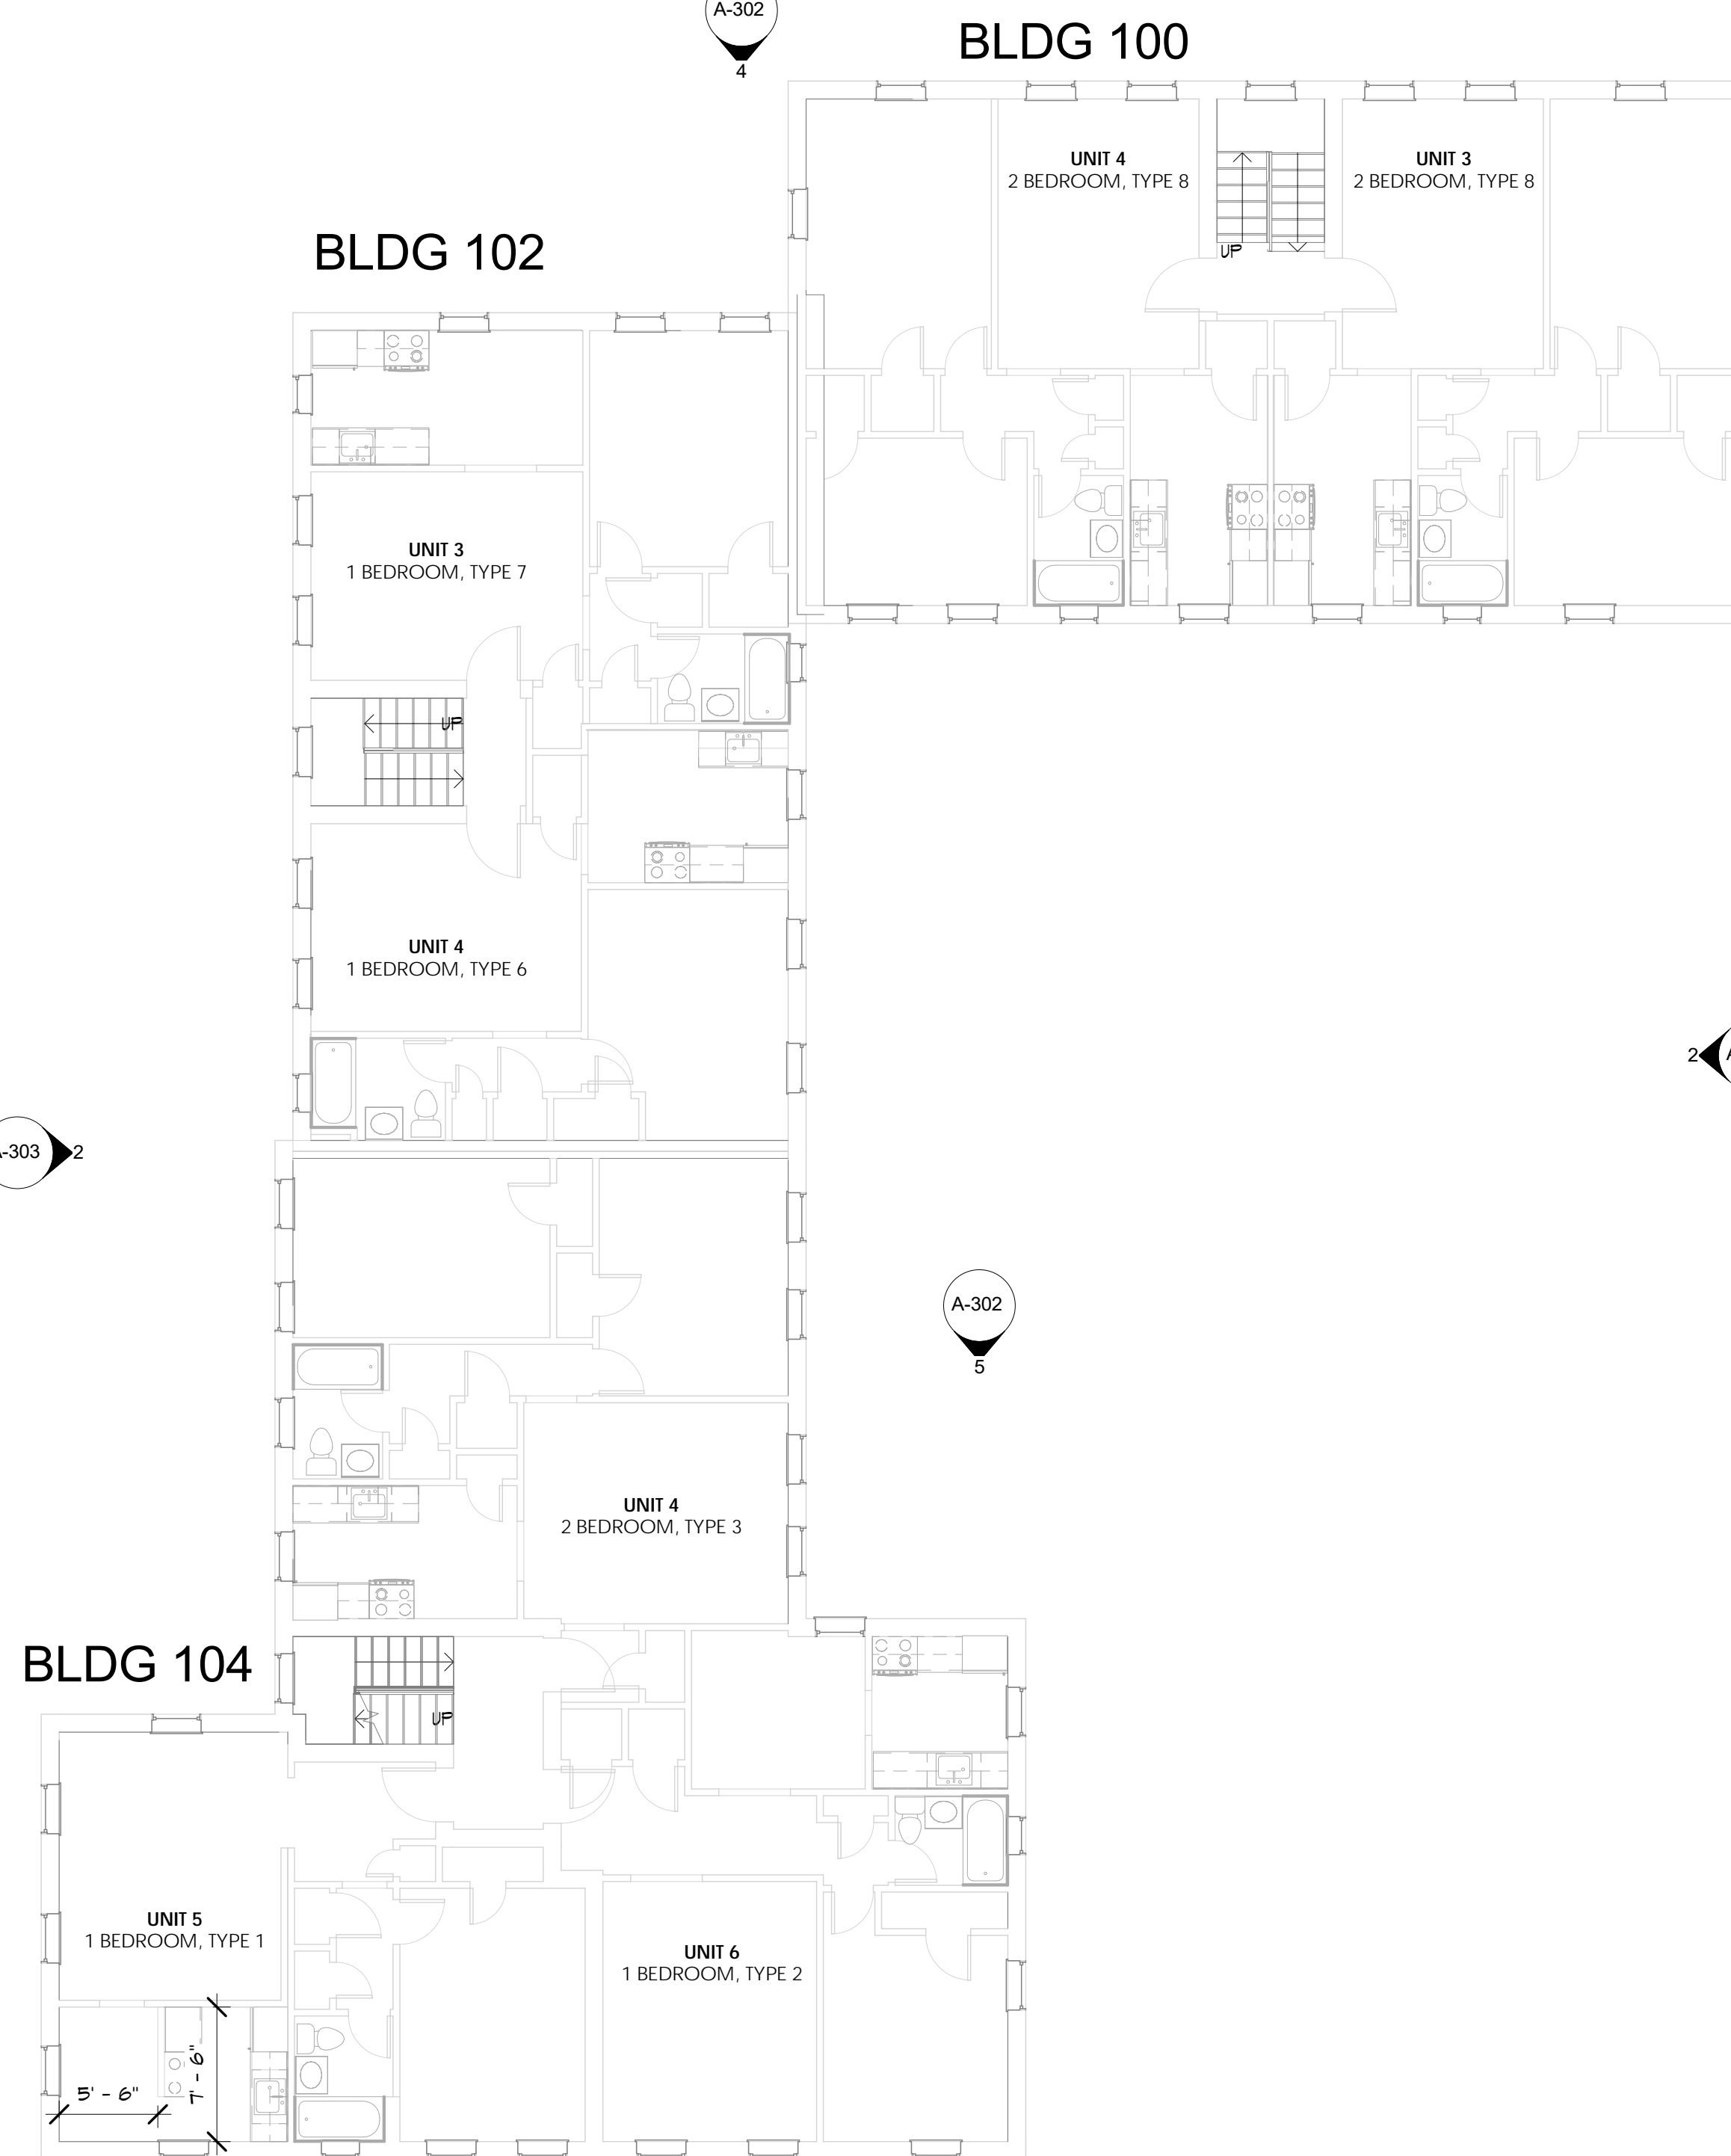 A-302
4
BLDG 100
UNIT 4
2 BEDROOM, TYPE 8
UNIT 3
2 BEDROOM, TYPE 8
UP
BLDG 102
UNIT 3
1 BEDROOM, TYPE 7
UP
UNIT 4
1 BEDROOM, TYPE 6
2
-303
2
A-302
5
UNIT 4
2 BEDROOM, TYPE 3
BLDG 104
UP
UNIT 5
1 BEDROOM, TYPE 1
UNIT 6
1 BEDROOM, TYPE 2
5' - 6"
7' - 6"